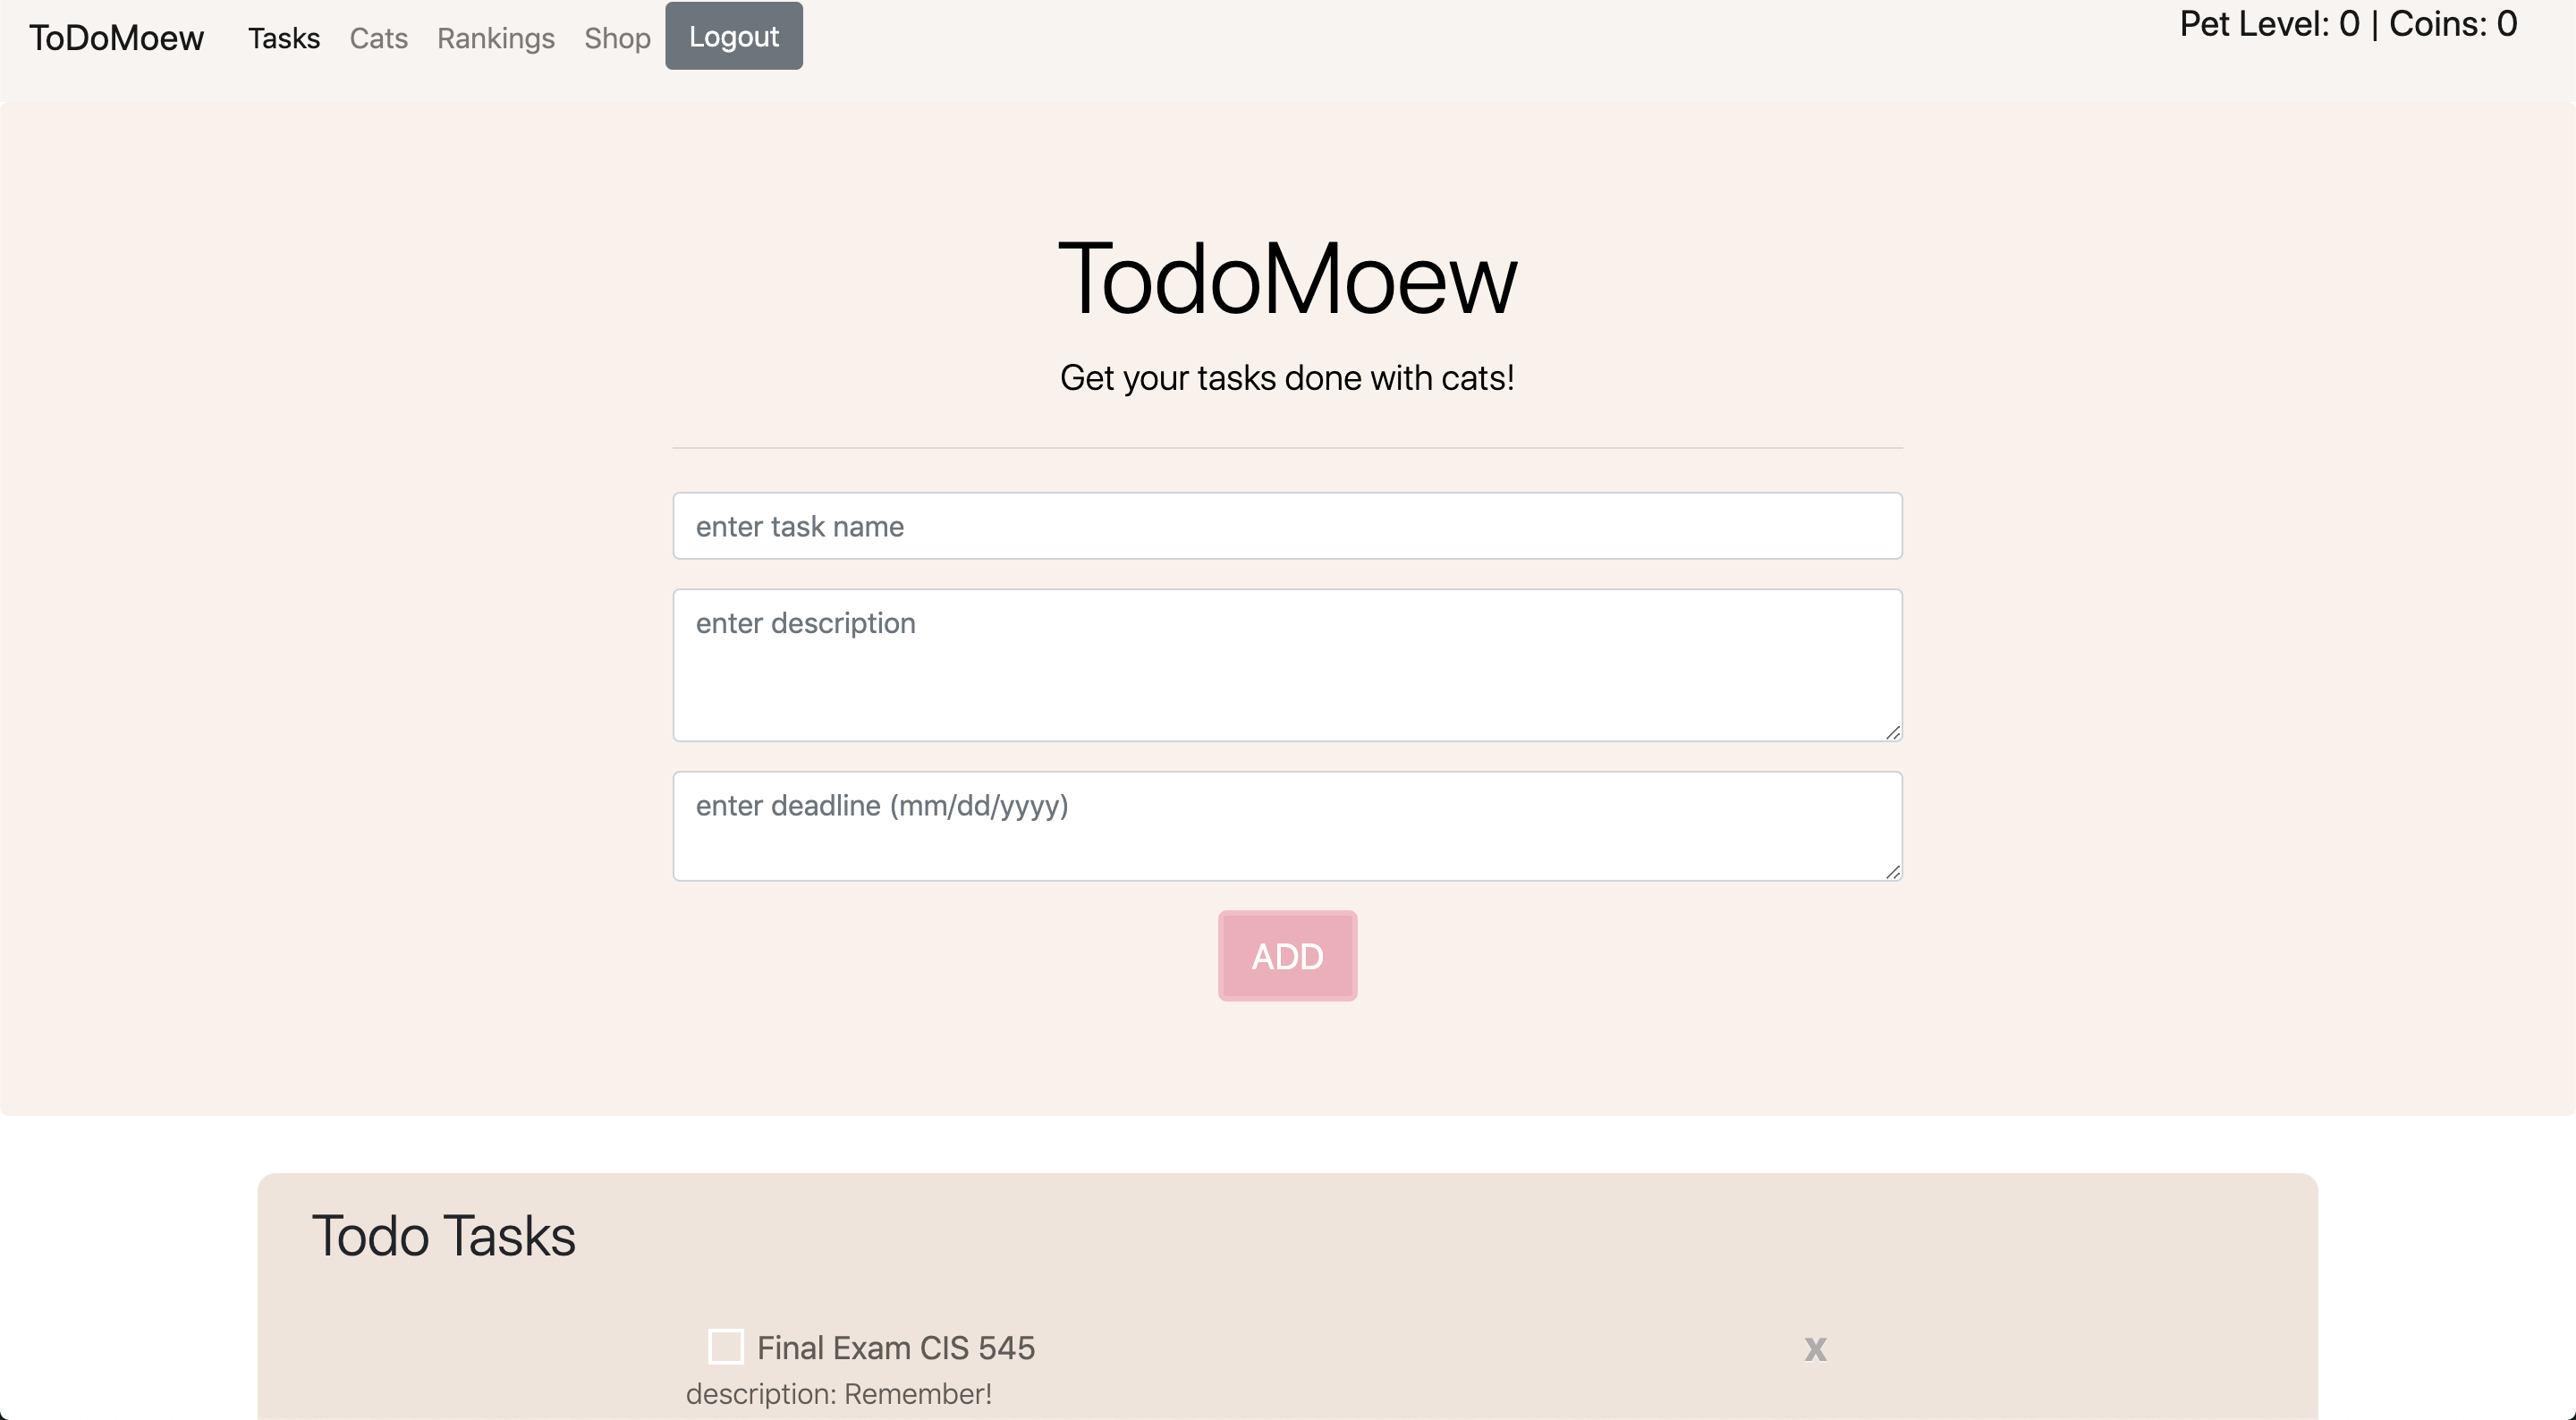 ToDoMoew Tasks Cats Rankings Shop Logout Pet Level: 0 | Coins: 0
TodoMoew
Get your tasks done with cats!
enter task name
enter description
enter deadline (mm/dd/yyyy)
ADD
Todo Tasks
Final Exam CIS 545 x
description: Remember!